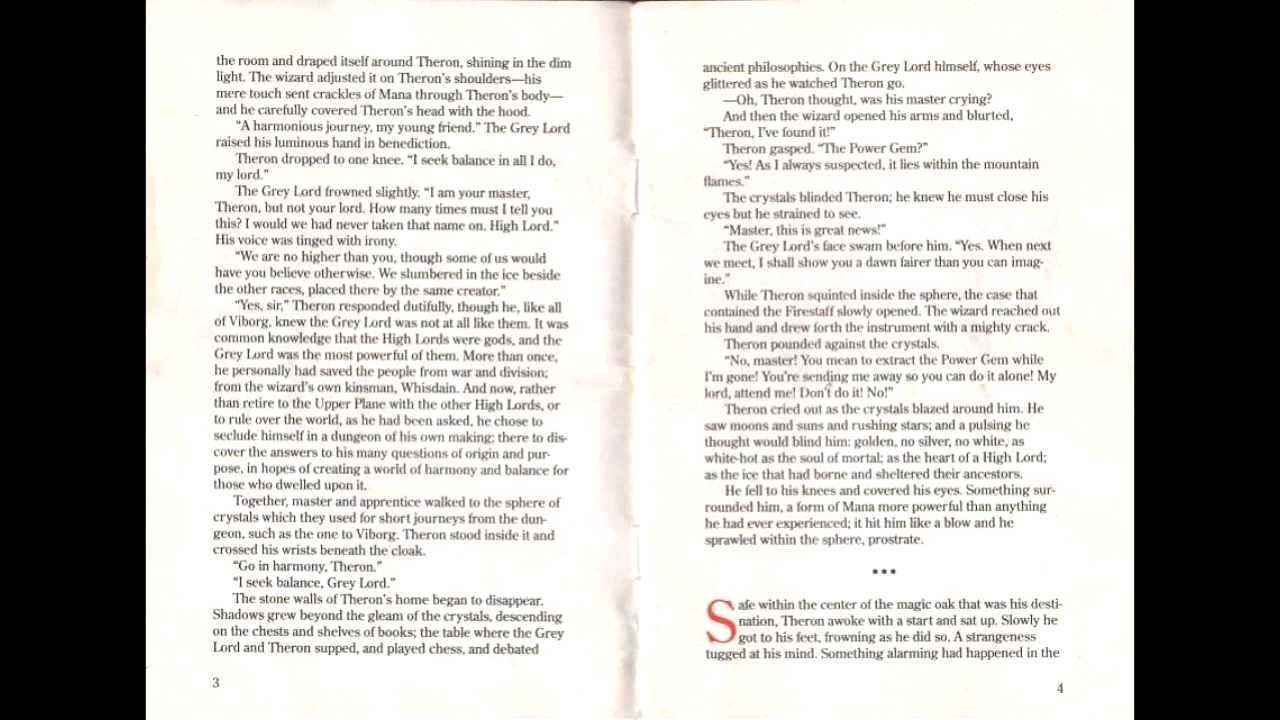 the room and draped itself around Theron, shining in the dim
light. The wizard adjusted it on Theron's shoulders—his
mere touch sent crackles of Mana through Theron's body—
and he carefully covered Theron's head with the hood.
"A harmonious journey, my young friend." The Grey Lord
raised his luminous hand in benediction.
Theron dropped to one knee. "I seek balance in all I do,
my lord."
The Grey Lord frowned slightly. "I am your master,
Theron, but not your lord. How many times must I tell you
this? I would we had never taken that name on. High Lord."
His voice was tinged with irony.
"We are no higher than you, though some of us would
have you believe otherwise. We slumbered in the ice beside
the other races, placed there by the same creator."
"Yes, sir," Theron responded dutifully, though he, like all
of Viborg, knew the Grey Lord was not at all like them. It was
common knowledge that the High Lords were gods, and the
Grey Lord was the most powerful of them. More than once,
he personally had saved the people from war and division;
from the wizard's own kinsman, Whisdain. And now, rather
than retire to the Upper Plane with the other High Lords, or
to rule over the world, as he had been asked, he chose to
seclude himself in a dungeon of his own making; there to dis-
cover the answers to his many questions of origin and pur-
pose, in hopes of creating a world of harmony and balance for
those who dwelled upon it.
Together, master and apprentice walked to the sphere of
crystals which they used for short journeys from the dun-
geon, such as the one to Viborg. Theron stood inside it and
crossed his wrists beneath the cloak.
"Go in harmony, Theron."
"I seek balance, Grey Lord."
The stone walls of Theron's home began to disappear.
Shadows grew beyond the gleam of the crystals, descending
on the chests and shelves of books; the table where the Grey
Lord and Theron supped, and played chess, and debated
3
ancient philosophies. On the Grey Lord himself, whose eyes
glittered as he watched Theron go.
—Oh, Theron thought, was his master crying?
And then the wizard opened his arms and blurted,
"Theron, I've found it!"
Theron gasped. "The Power Gem?"
"Yes! As I always suspected, it lies within the mountain
flames."
The crystals blinded Theron; he knew he must close his
eyes but he strained to see.
"Master, this is great news!"
The Grey Lord's face swam before him. "Yes. When next
we meet, I shall show you a dawn fairer than you can imag-
ine."
While Theron squinted inside the sphere, the case that
contained the Firestaff slowly opened. The wizard reached out
his hand and drew forth the instrument with a mighty crack.
Theron pounded against the crystals.
"No, master! You mean to extract the Power Gem while
I'm gone! You're sending me away so you can do it alone! My
lord, attend me! Don't do it! No!"
Theron cried out as the crystals blazed around him. He
saw moons and suns and rushing stars; and a pulsing he
thought would blind him: golden, no silver, no white, as
white-hot as the soul of mortal; as the heart of a High Lord;
as the ice that had borne and sheltered their ancestors.
He fell to his knees and covered his eyes. Something sur-
rounded him, a form of Mana more powerful than anything
he had ever experienced; it hit him like a blow and he
sprawled within the sphere, prostrate.
•••
Safe within the center of the magic oak that was his desti-
nation, Theron awoke with a start and sat up. Slowly he
got to his feet, frowning as he did so. A strangeness
tugged at his mind. Something alarming had happened in the
4